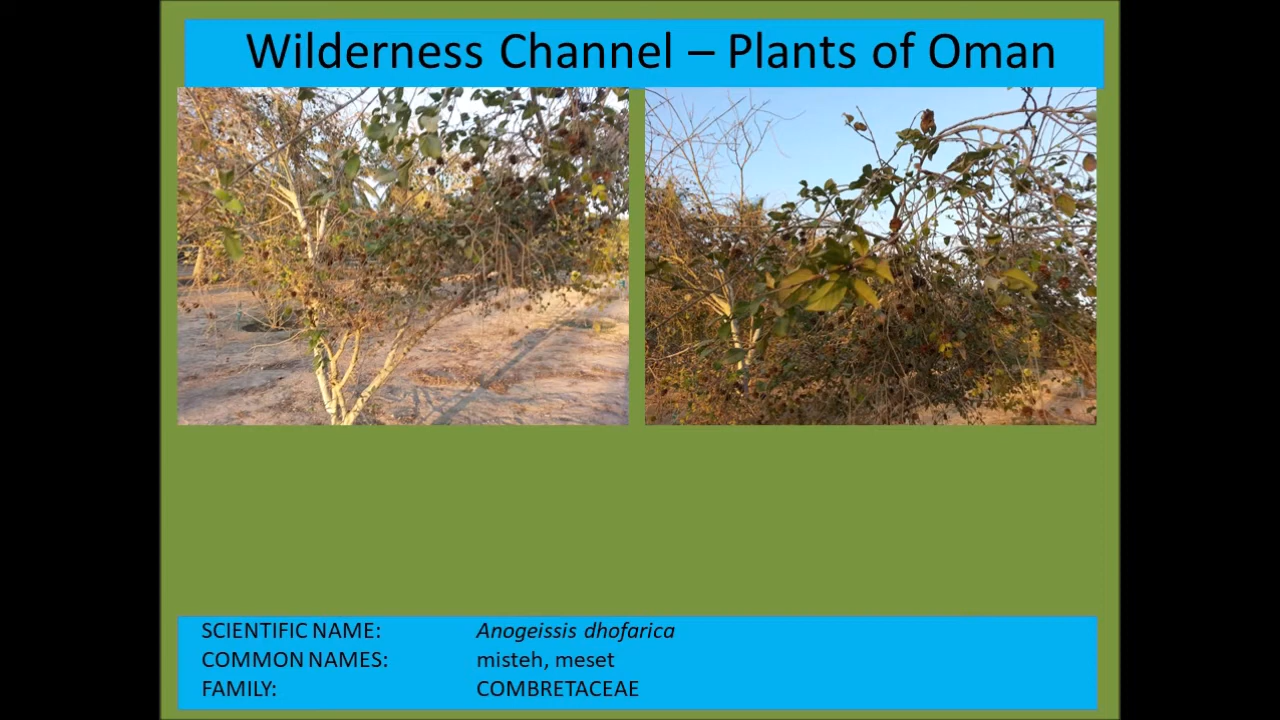 Wilderness Channel – Plants of Oman
SCIENTIFIC NAME: Anogeissis dhofarica
COMMON NAMES: misteh, meset
FAMILY: COMBRETACEAE